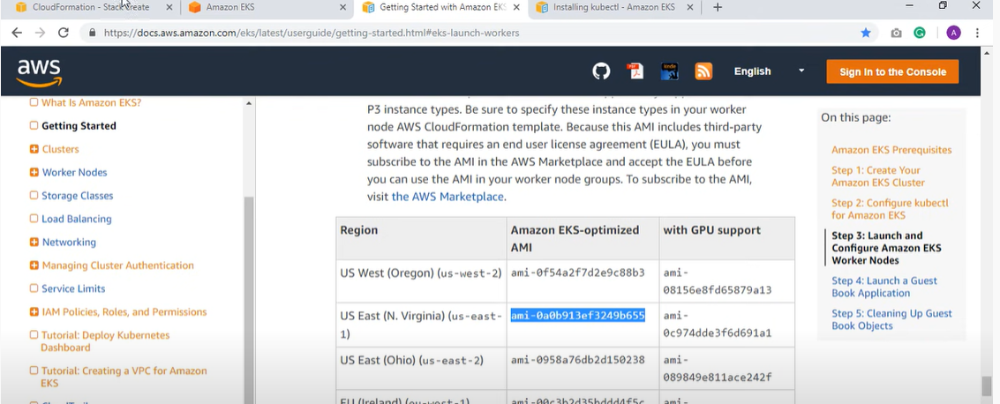 CloudFormation - Stack Create
Amazon EKS
Getting Started with Amazon EKS
Installing kubectl - Amazon EKS
https://docs.aws.amazon.com/eks/latest/userguide/getting-started.html#eks-launch-workers
A
aws
PDF
kindle
English
Sign In to the Console
What Is Amazon EKS?
Getting Started
Clusters
Worker Nodes
Storage Classes
Load Balancing
Networking
Managing Cluster Authentication
Service Limits
IAM Policies, Roles, and Permissions
Tutorial: Deploy Kubernetes
Dashboard
Tutorial: Creating a VPC for Amazon
EKS
P3 instance types. Be sure to specify these instance types in your worker
node AWS CloudFormation template. Because this AMI includes third-party
software that requires an end user license agreement (EULA), you must
subscribe to the AMI in the AWS Marketplace and accept the EULA before
you can use the AMI in your worker node groups. To subscribe to the AMI,
visit the AWS Marketplace.
Region
Amazon EKS-optimized
AMI
with GPU support
US West (Oregon) (us-west-2)
ami-0f54a2f7d2e9c88b3
ami-
08156e8fd65879a13
US East (N. Virginia) (us-east-
1)
ami-0a0b913ef3249b655
ami-
0c974dde3f6d691a1
US East (Ohio) (us-east-2)
ami-0958a76db2d150238
ami-
089849e811ace242f
EU (Ireland) (eu-west-1)
ami-00c3b2d35bddd4f5c
ami-
On this page:
Amazon EKS Prerequisites
Step 1: Create Your
Amazon EKS Cluster
Step 2: Configure kubectl
for Amazon EKS
Step 3: Launch and
Configure Amazon EKS
Worker Nodes
Step 4: Launch a Guest
Book Application
Step 5: Cleaning Up Guest
Book Objects